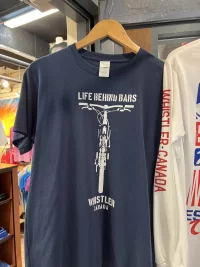 LIFE BEHIND BARS
WHISTLER
CANADA
WHISTLER-CANADA